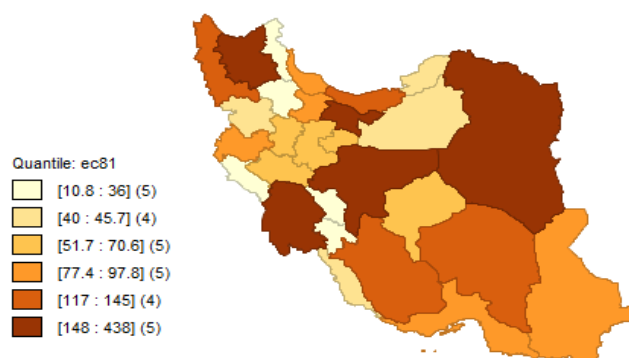 Quantile: ec81
[10.8 : 36] (5)
[40 : 45.7] (4)
[51.7 : 70.6] (5)
[77.4 : 97.8] (5)
[117 : 145] (4)
[148 : 438] (5)